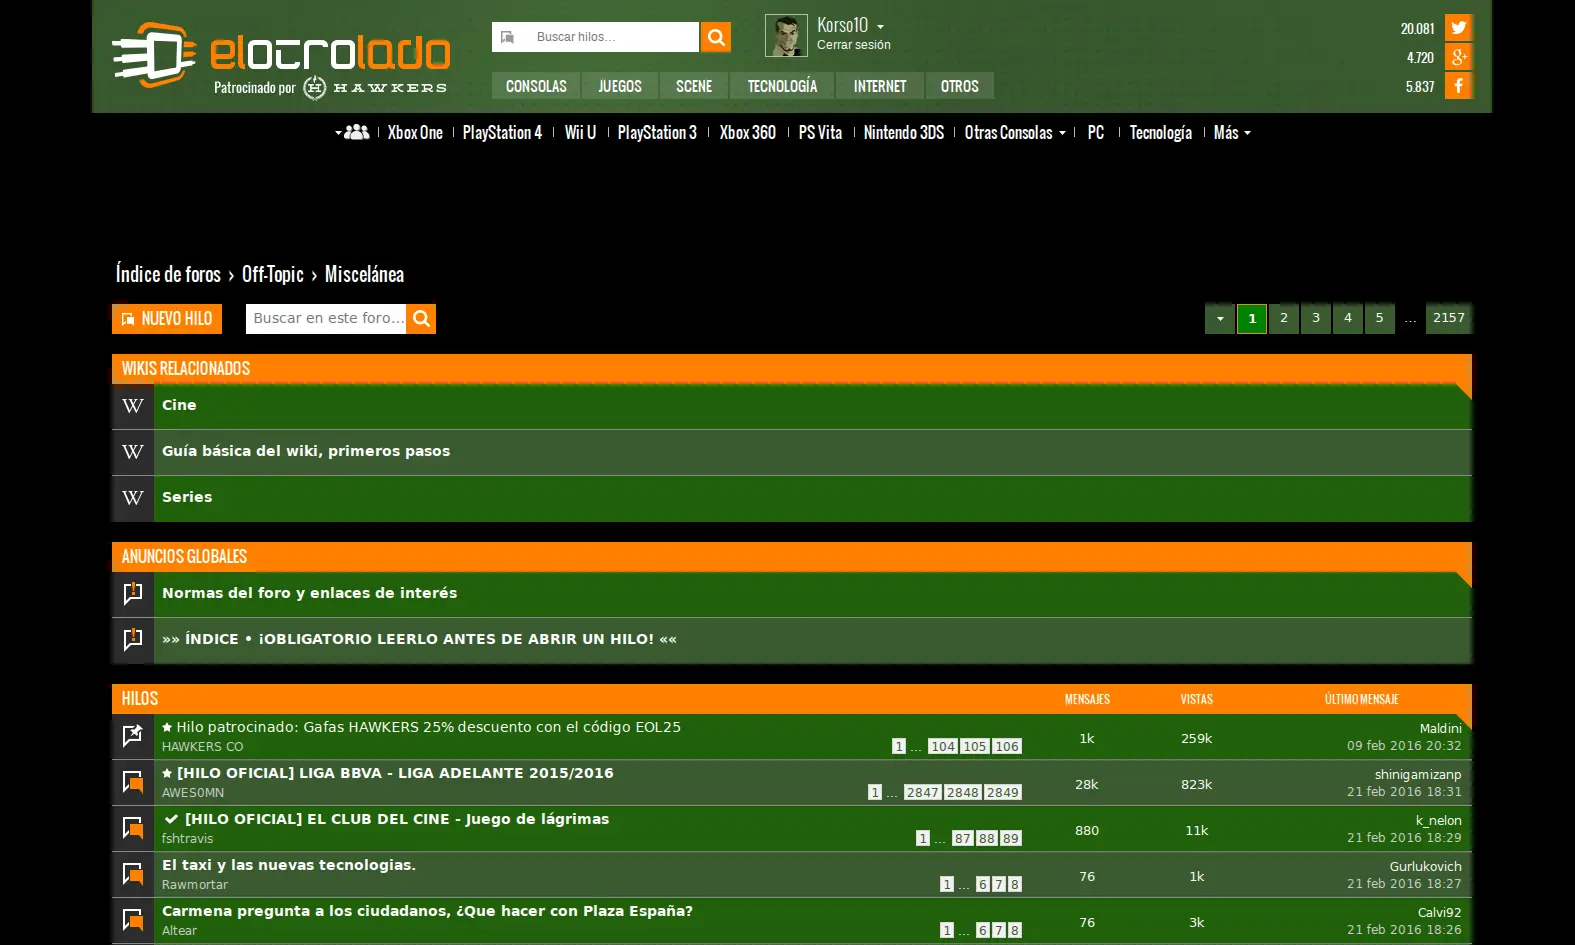 elotrolado
Patrocinado por HAWKERS
Buscar hilos...
Korso10
Cerrar sesión
20.081
4.720
5.837
CONSOLAS JUEGOS SCENE TECNOLOGÍA INTERNET OTROS
Xbox One PlayStation 4 Wii U PlayStation 3 Xbox 360 PS Vita Nintendo 3DS Otras Consolas PC Tecnología Más
Índice de foros › Off-Topic › Miscelánea
NUEVO HILO Buscar en este foro... 1 2 3 4 5 ... 2157
WIKIS RELACIONADOS
W Cine
W Guía básica del wiki, primeros pasos
W Series
ANUNCIOS GLOBALES
Normas del foro y enlaces de interés
»» ÍNDICE • ¡OBLIGATORIO LEERLO ANTES DE ABRIR UN HILO! ««
HILOS MENSAJES VISTAS ÚLTIMO MENSAJE
Hilo patrocinado: Gafas HAWKERS 25% descuento con el código EOL25
HAWKERS CO 1 ... 104 105 106 1k 259k Maldini
09 feb 2016 20:32
[HILO OFICIAL] LIGA BBVA - LIGA ADELANTE 2015/2016
AWES0MN 1 ... 2847 2848 2849 28k 823k shinigamizanp
21 feb 2016 18:31
[HILO OFICIAL] EL CLUB DEL CINE - Juego de lágrimas
fshtravis 1 ... 87 88 89 880 11k k_nelon
21 feb 2016 18:29
El taxi y las nuevas tecnologias.
Rawmortar 1 ... 6 7 8 76 1k Gurlukovich
21 feb 2016 18:27
Carmena pregunta a los ciudadanos, ¿Que hacer con Plaza España?
Altear 1 ... 6 7 8 76 3k Calvi92
21 feb 2016 18:26